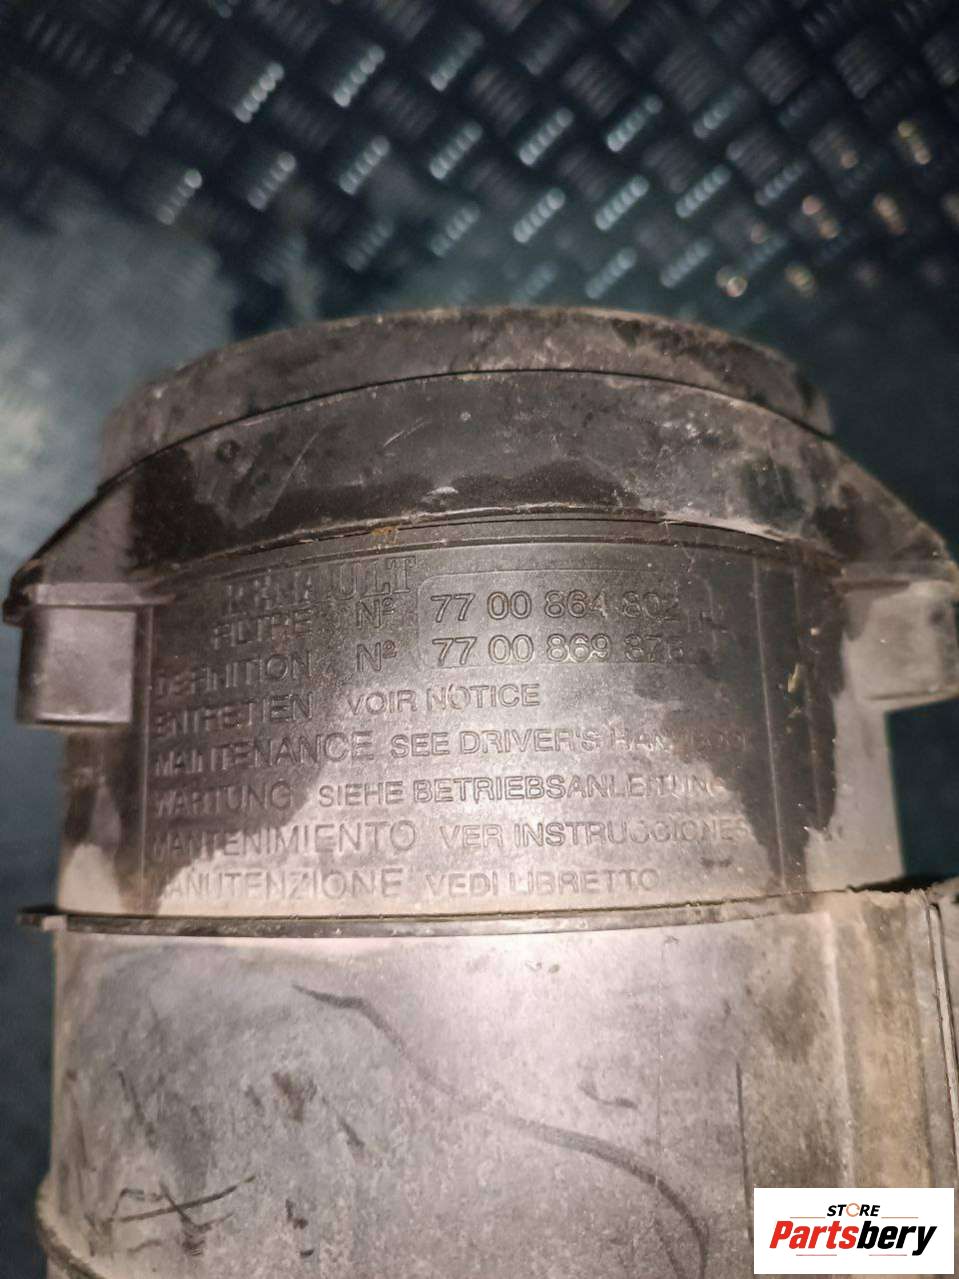 RENAULT
FILTRE Nº 77 00 864 802
DEFINITION Nº 77 00 869 875
ENTRETIEN VOIR NOTICE
MAINTENANCE SEE DRIVER'S HANDBOOK
WARTUNG SIEHE BETRIEBSANLEITUNG
MANTENIMIENTO VER INSTRUCCIONES
MANUTENZIONE VEDI LIBRETTO
STORE
Partsbery